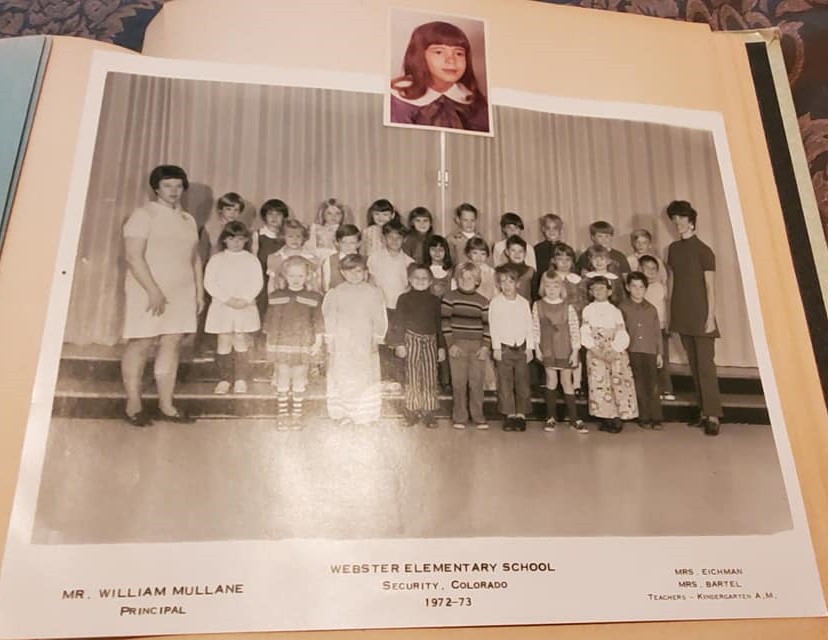 MR. WILLIAM MULLANE
PRINCIPAL
WEBSTER ELEMENTARY SCHOOL
SECURITY, COLORADO
1972-73
MRS. EICHMAN
MRS. BARTEL
TEACHERS - KINDERGARTEN A.M.